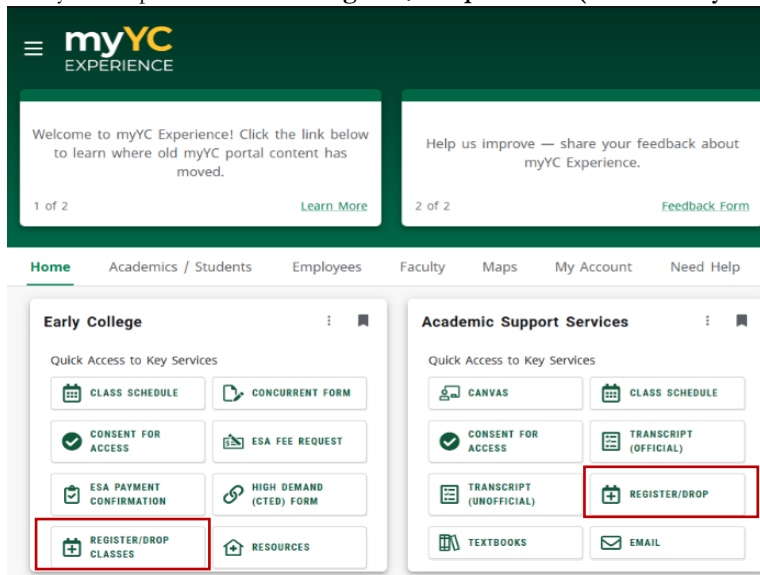 myYC
EXPERIENCE
Welcome to myYC Experience! Click the link below
to learn where old myYC portal content has
moved.
1 of 2
Learn More
Help us improve — share your feedback about
myYC Experience.
2 of 2
Feedback Form
Home Academics / Students Employees Faculty Maps My Account Need Help
Early College
Quick Access to Key Services
CLASS SCHEDULE
CONCURRENT FORM
CONSENT FOR
ACCESS
ESA FEE REQUEST
ESA PAYMENT
CONFIRMATION
HIGH DEMAND
(CTED) FORM
REGISTER/DROP
CLASSES
RESOURCES
Academic Support Services
Quick Access to Key Services
CANVAS
CLASS SCHEDULE
CONSENT FOR
ACCESS
TRANSCRIPT
(OFFICIAL)
TRANSCRIPT
(UNOFFICIAL)
REGISTER/DROP
TEXTBOOKS
EMAIL